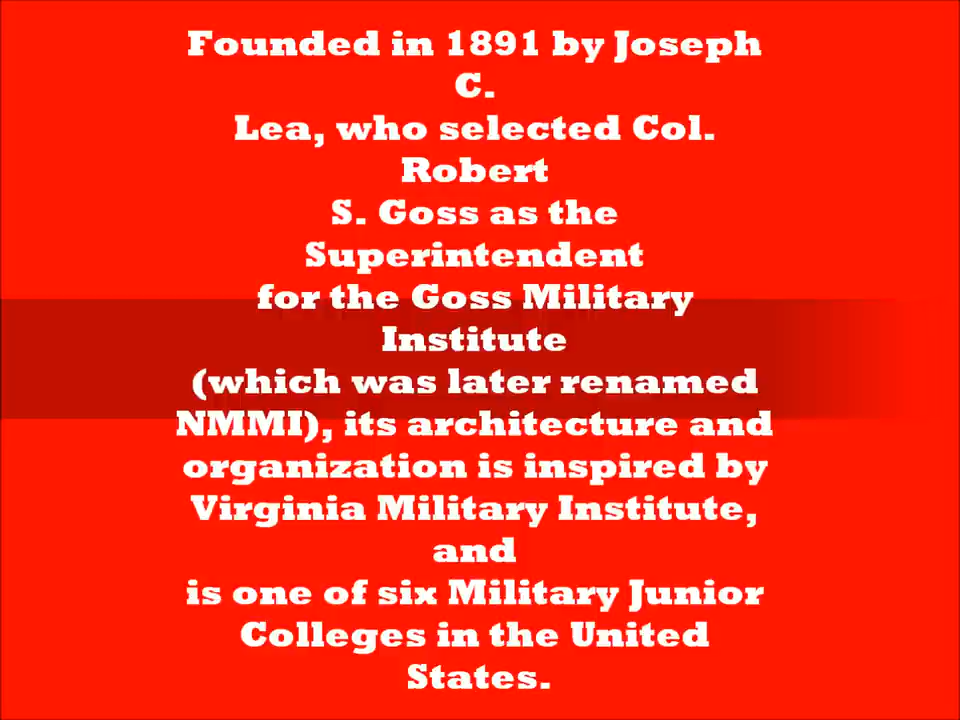 Founded in 1891 by Joseph
C.
Lea, who selected Col.
Robert
S. Goss as the
Superintendent
for the Goss Military
Institute
(which was later renamed
NMMI), its architecture and
organization is inspired by
Virginia Military Institute,
and
is one of six Military Junior
Colleges in the United
States.